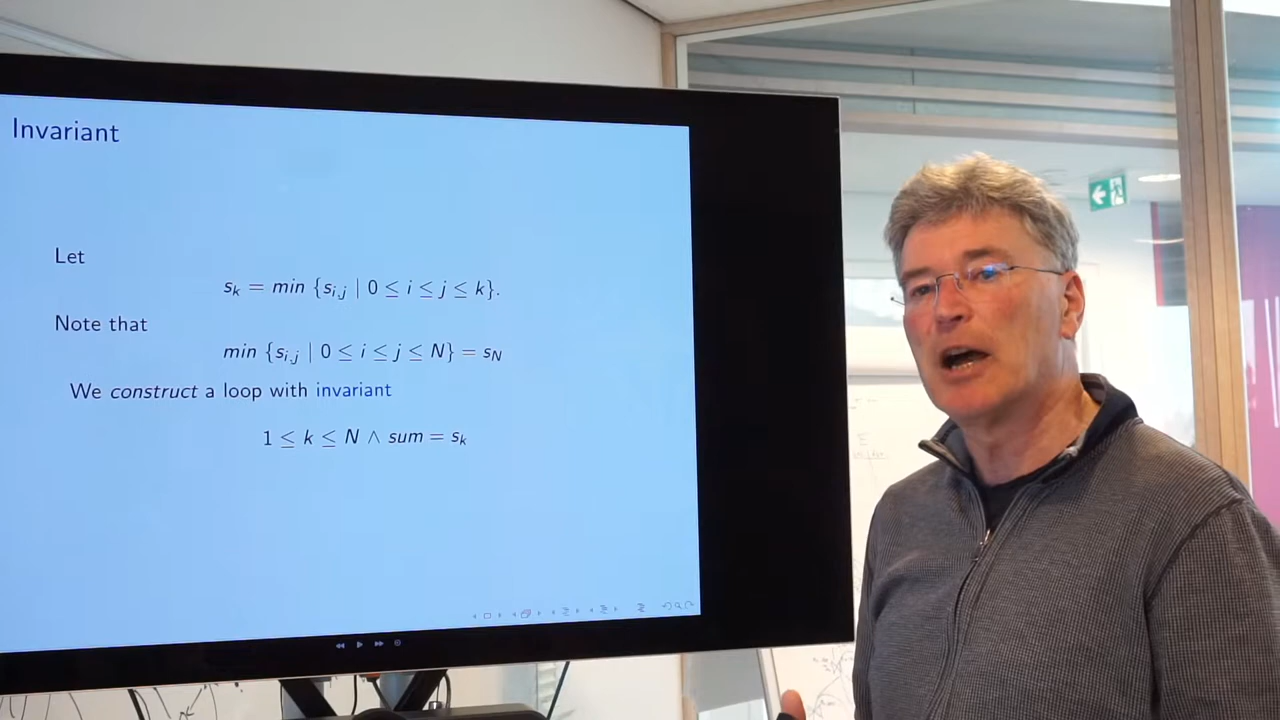 Invariant
Let
s_k = min {s_{i,j} | 0 ≤ i ≤ j ≤ k}.
Note that
min {s_{i,j} | 0 ≤ i ≤ j ≤ N} = s_N
We construct a loop with invariant
1 ≤ k ≤ N ∧ sum = s_k